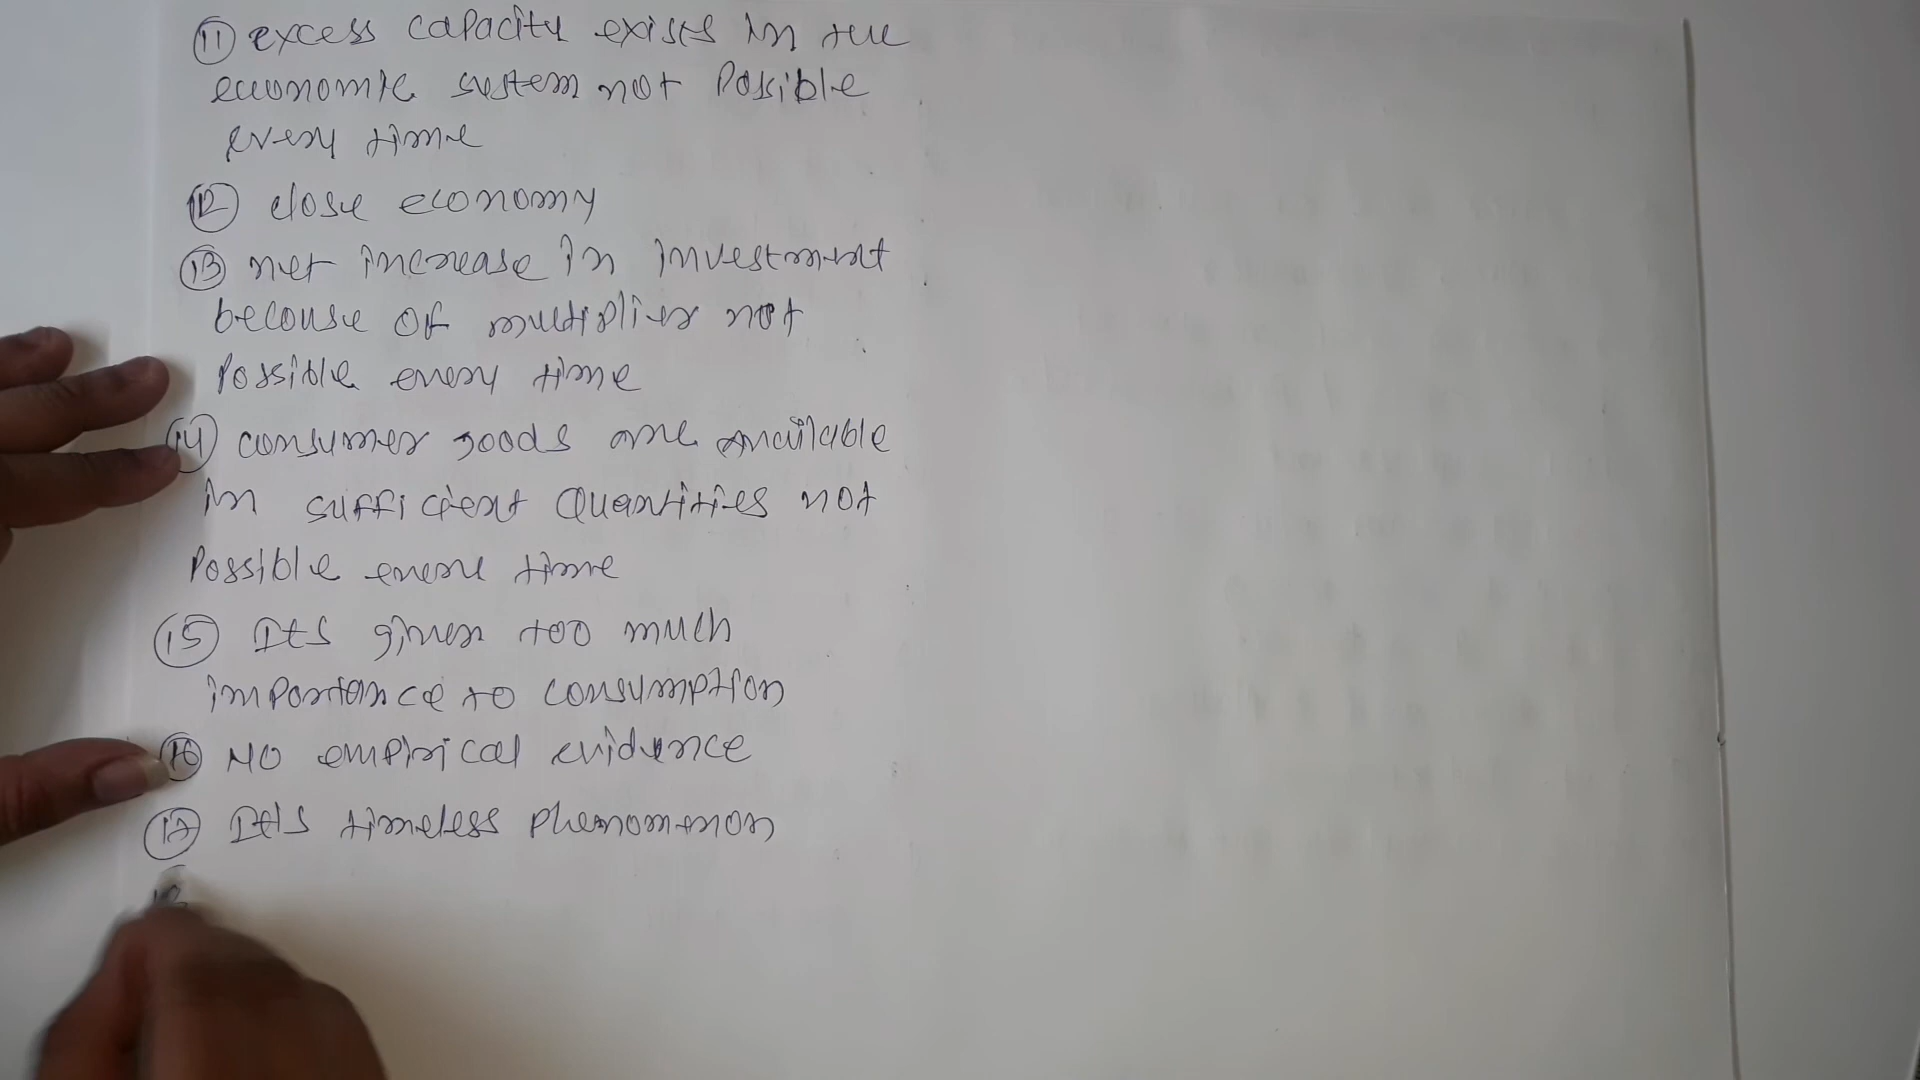 11 excess capacity exists in the
economic system not Possible
every time
12 close economy
13 net increase in investment
becouse of multiplier not
Possible every time
14 consumer goods are available
in sufficient Quantities not
Possible every time
15 Its given too much
importance to consumption
16 NO empirical evidence
17 Its timeless Phenomenon
18